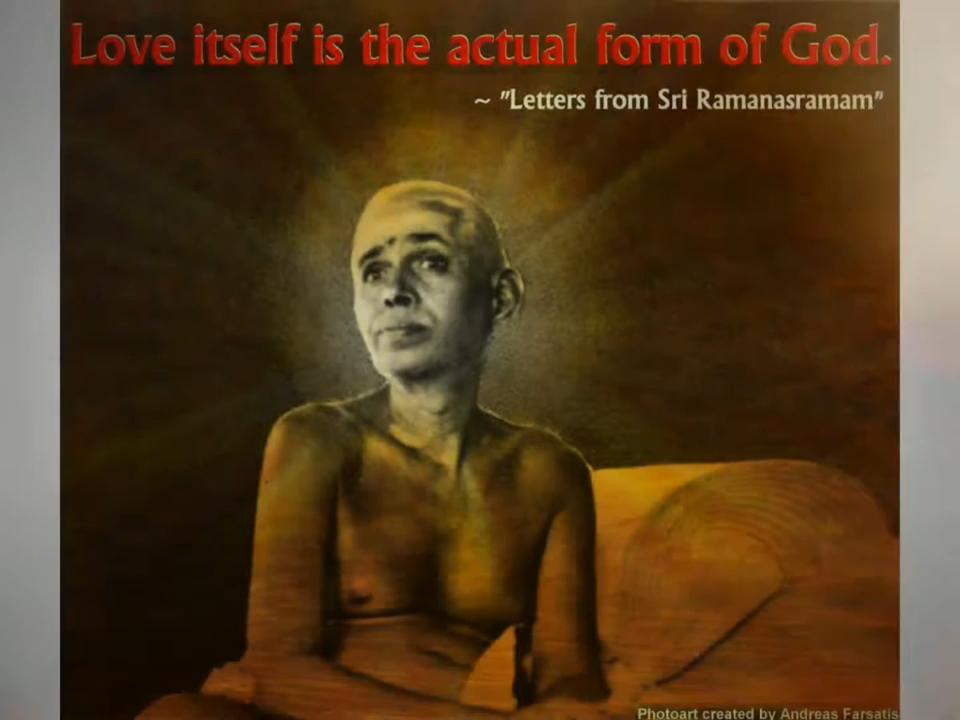 Love itself is the actual form of God.
~ "Letters from Sri Ramanasramam"
Photoart created by Andreas Farsatis